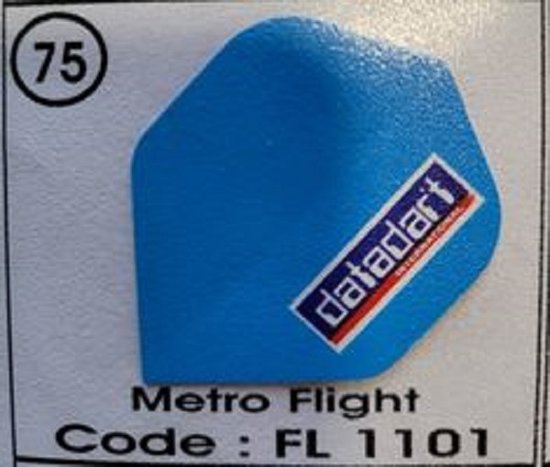 75
datadart
INTERNATIONAL
Metro Flight
Code : FL 1101